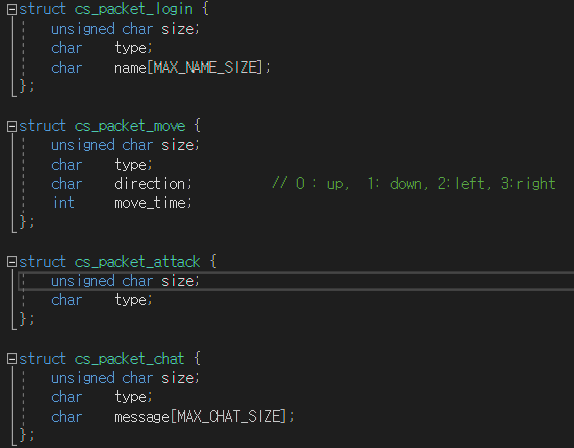 struct cs_packet_login {
unsigned char size;
char type;
char name[MAX_NAME_SIZE];
};
struct cs_packet_move {
unsigned char size;
char type;
char direction; // 0 : up, 1: down, 2:left, 3:right
int move_time;
};
struct cs_packet_attack {
unsigned char size;
char type;
};
struct cs_packet_chat {
unsigned char size;
char type;
char message[MAX_CHAT_SIZE];
};